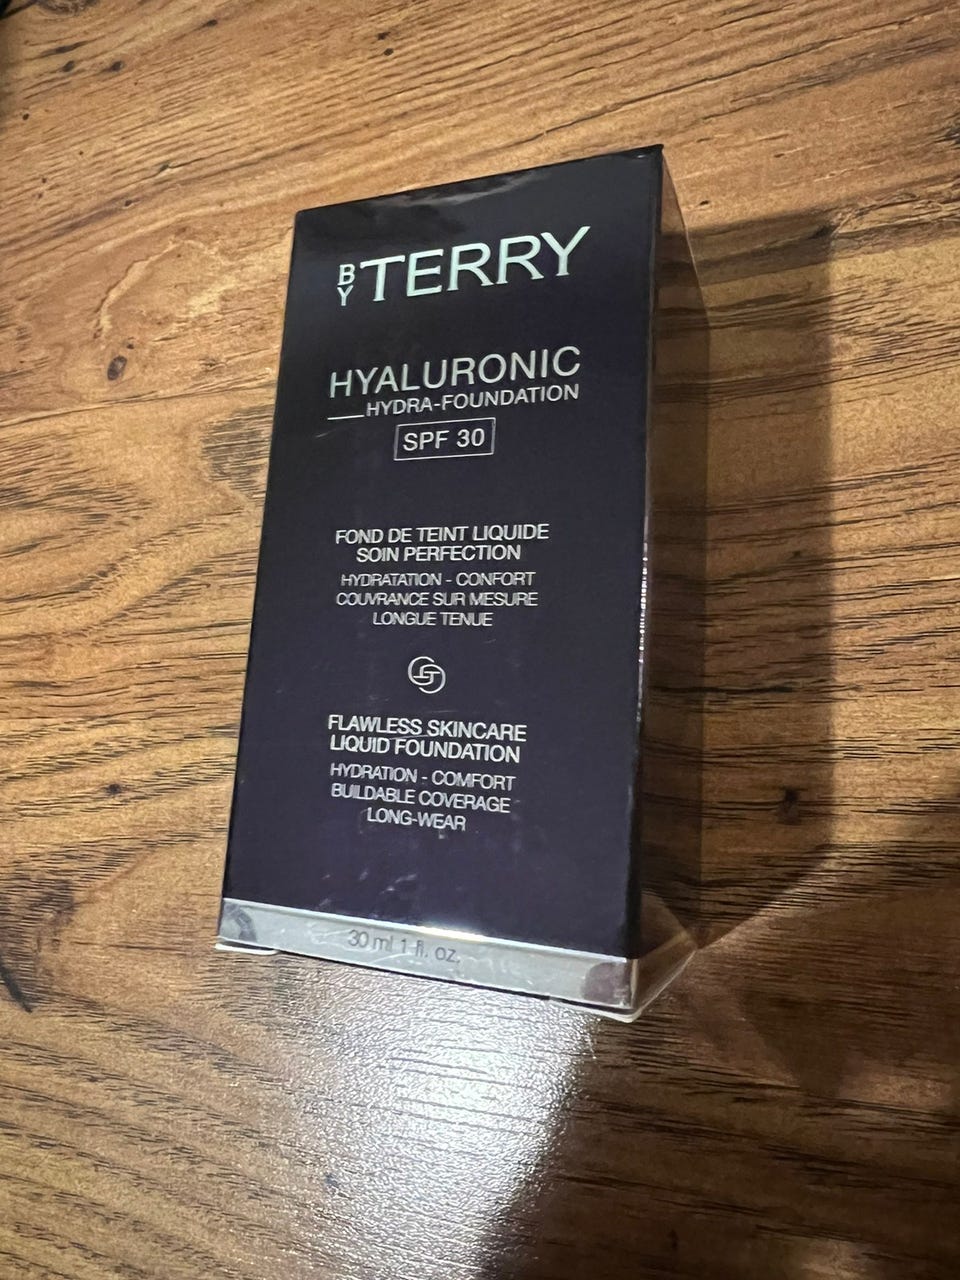 BY TERRY
HYALURONIC
HYDRA-FOUNDATION
SPF 30
FOND DE TEINT LIQUIDE
SOIN PERFECTION
HYDRATATION - CONFORT
COUVRANCE SUR MESURE
LONGUE TENUE
FLAWLESS SKINCARE
LIQUID FOUNDATION
HYDRATION - COMFORT
BUILDABLE COVERAGE
LONG-WEAR
30 ml 1 fl. oz.